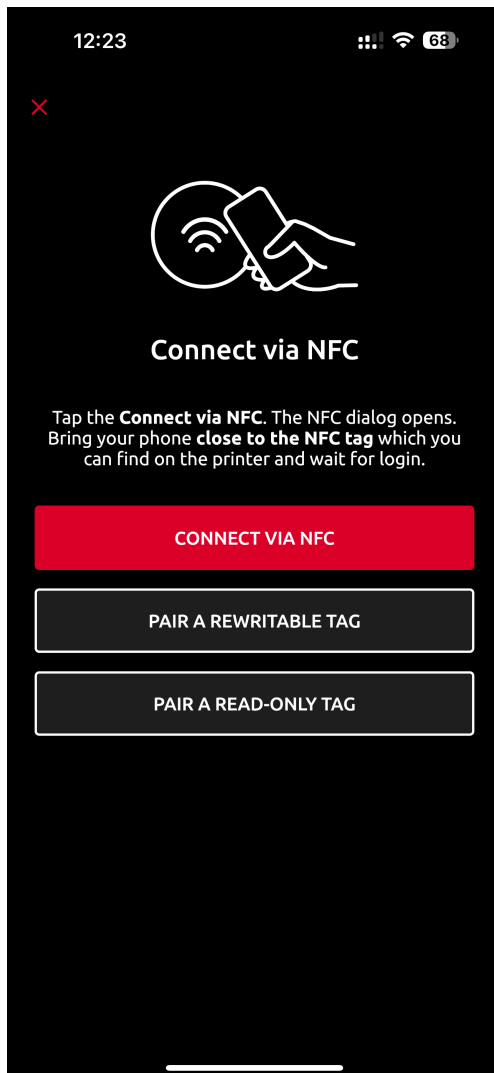 12:23
68
Connect via NFC
Tap the Connect via NFC. The NFC dialog opens.
Bring your phone close to the NFC tag which you
can find on the printer and wait for login.
CONNECT VIA NFC
PAIR A REWRITABLE TAG
PAIR A READ-ONLY TAG